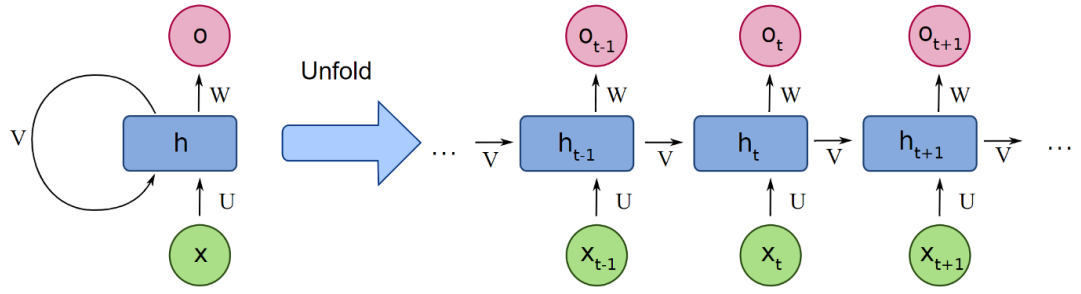 o
W
V
h
U
x
Unfold
...
V
o_{t-1}
W
h_{t-1}
U
x_{t-1}
V
o_t
W
h_t
U
x_t
V
o_{t+1}
W
h_{t+1}
U
x_{t+1}
V
...